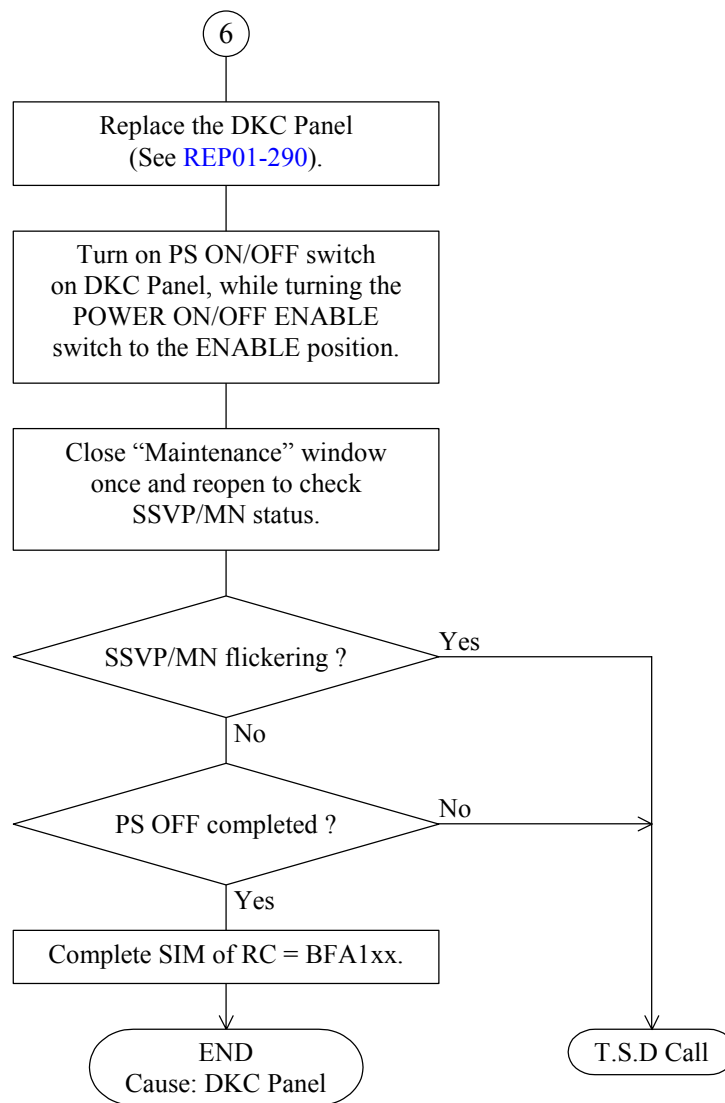 6
Replace the DKC Panel
(See REP01-290).
Turn on PS ON/OFF switch
on DKC Panel, while turning the
POWER ON/OFF ENABLE
switch to the ENABLE position.
Close “Maintenance” window
once and reopen to check
SSVP/MN status.
SSVP/MN flickering ?
Yes
No
PS OFF completed ?
No
Yes
Complete SIM of RC = BFA1xx.
END
Cause: DKC Panel
T.S.D Call